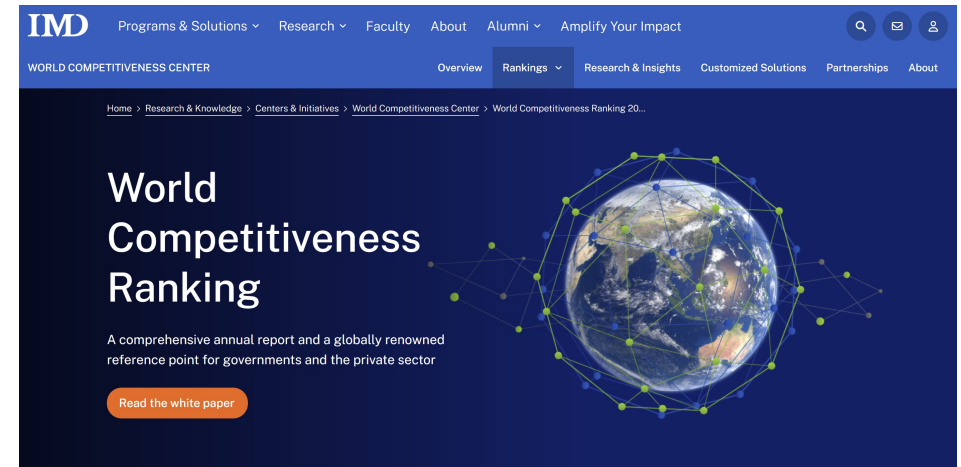 IMD Programs & Solutions Research Faculty About Alumni Amplify Your Impact
WORLD COMPETITIVENESS CENTER Overview Rankings Research & Insights Customized Solutions Partnerships About
Home > Research & Knowledge > Centers & Initiatives > World Competitiveness Center > World Competitiveness Ranking 20...
World
Competitiveness
Ranking
A comprehensive annual report and a globally renowned
reference point for governments and the private sector
Read the white paper